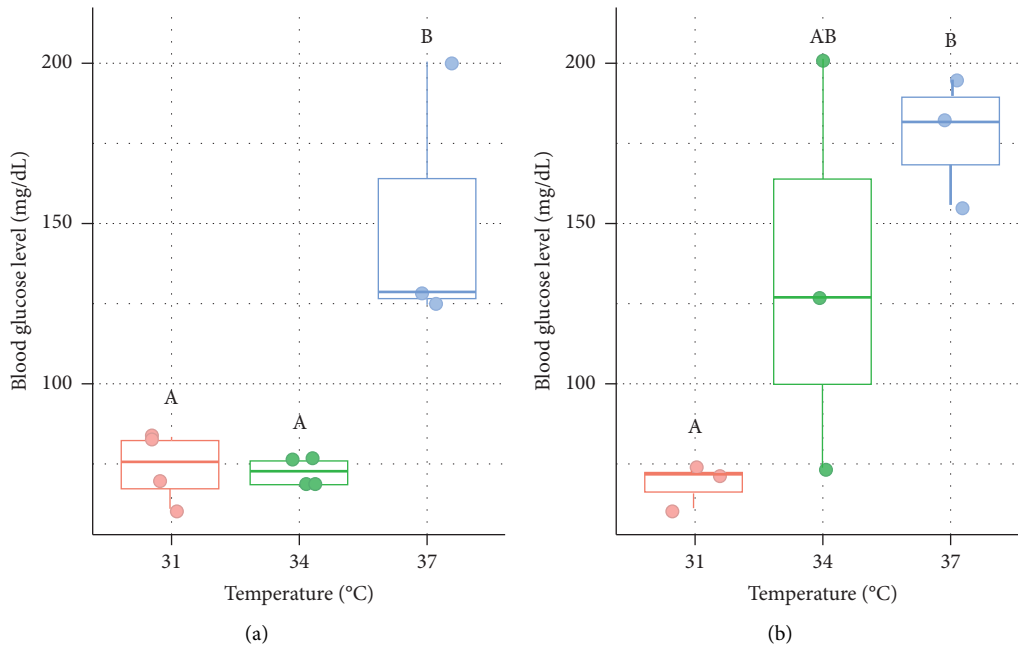 Blood glucose level (mg/dL)
200
150
100
A
A
B
31
34
37
Temperature (°C)
(a)
Blood glucose level (mg/dL)
200
150
100
A
AB
B
31
34
37
Temperature (°C)
(b)